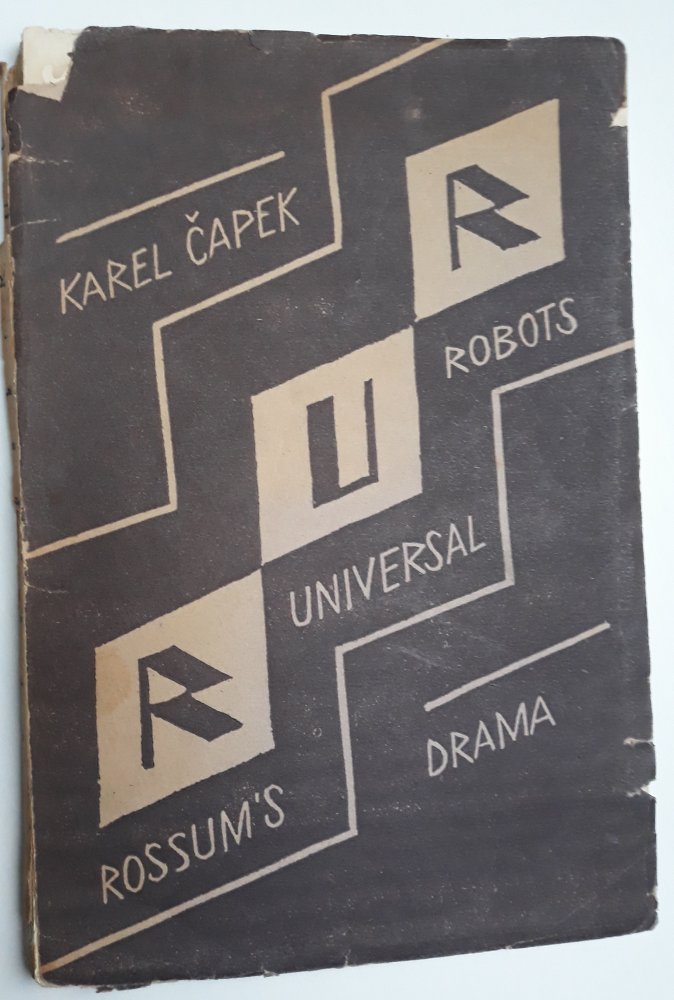 KAREL ČAPEK
R
ROBOTS
U
UNIVERSAL
R
ROSSUM'S
DRAMA